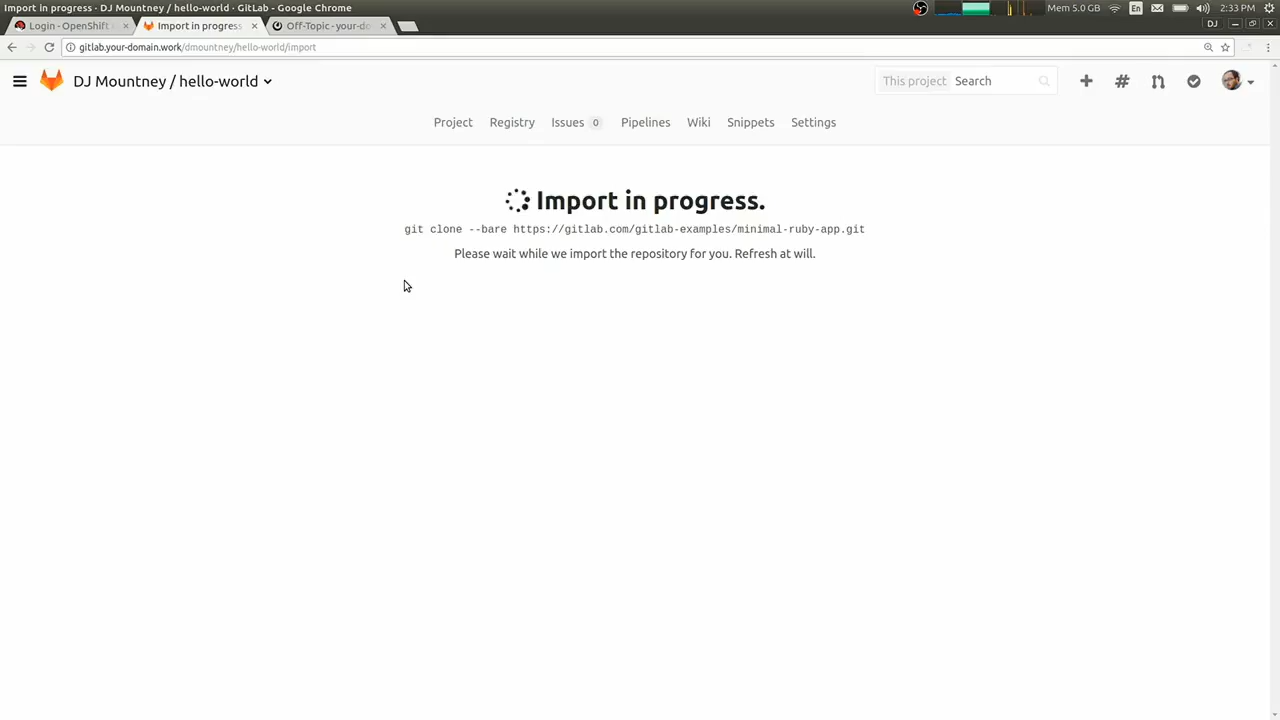 Import in progress · DJ Mountney / hello-world · GitLab - Google Chrome
Mem 5.0 GB
En
2:33 PM
Login - OpenShift
Import in progress
Off-Topic - your-do
DJ
gitlab.your-domain.work/dmountney/hello-world/import
DJ Mountney / hello-world
This project Search
Project Registry Issues 0 Pipelines Wiki Snippets Settings
Import in progress.
git clone --bare https://gitlab.com/gitlab-examples/minimal-ruby-app.git
Please wait while we import the repository for you. Refresh at will.